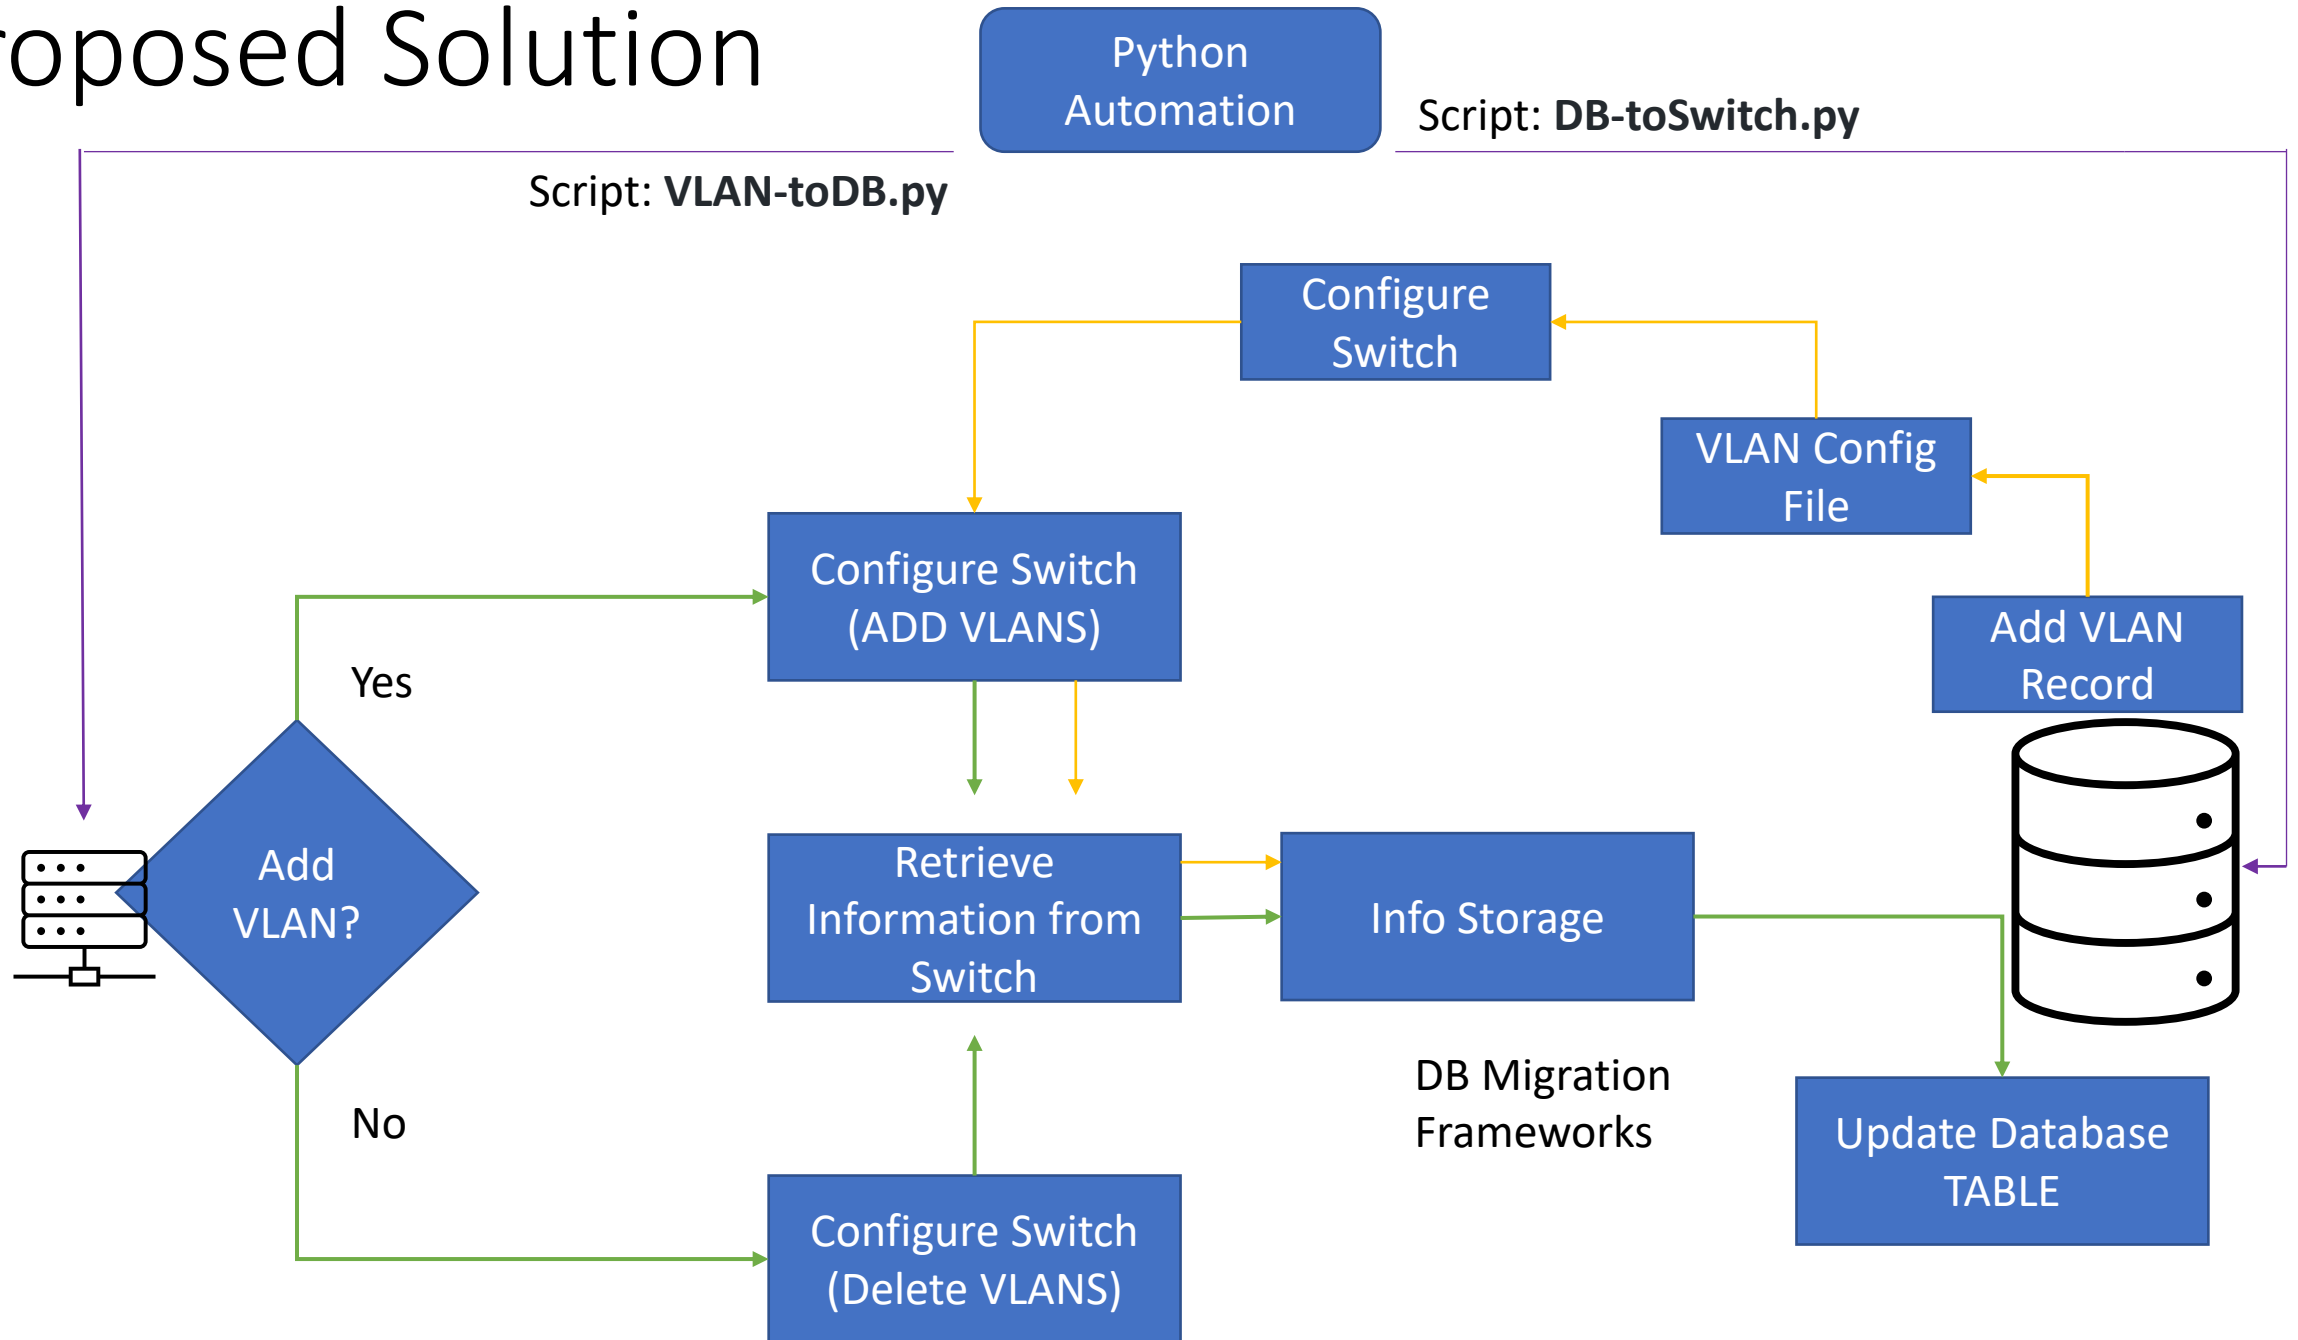 roposed Solution
Python
Automation
Script: DB-toSwitch.py
Script: VLAN-toDB.py
Configure
Switch
VLAN Config
File
Configure Switch
(ADD VLANS)
Add VLAN
Record
Yes
Add
VLAN?
Retrieve
Information from
Switch
Info Storage
No
DB Migration
Frameworks
Update Database
TABLE
Configure Switch
(Delete VLANS)